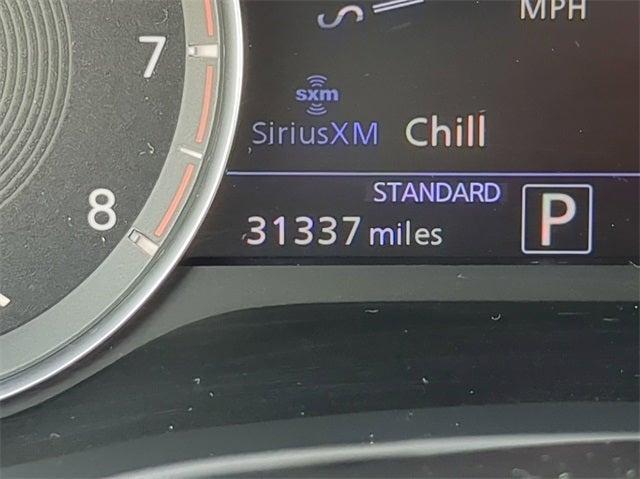 MPH
7
sxm
SiriusXM Chill
STANDARD
8
31337 miles P